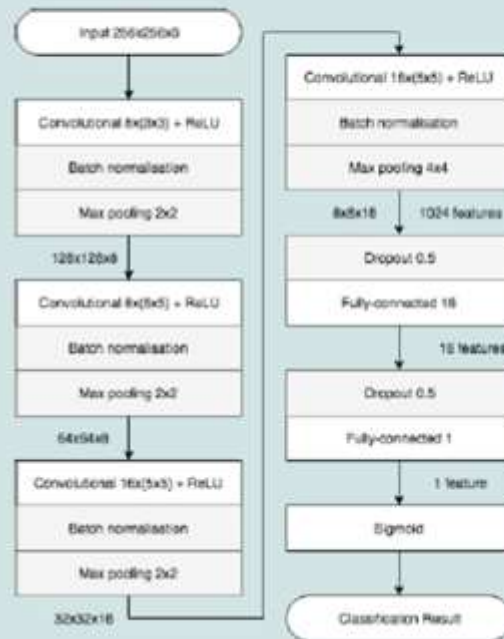 Input 256x256x3
Convolutional 8x(3x3) + ReLU
Batch normalisation
Max pooling 2x2
128x128x8
Convolutional 8x(5x5) + ReLU
Batch normalisation
Max pooling 2x2
64x64x8
Convolutional 16x(5x5) + ReLU
Batch normalisation
Max pooling 2x2
32x32x16
Convolutional 16x(5x5) + ReLU
Batch normalisation
Max pooling 4x4
8x8x16 1024 features
Dropout 0.5
Fully-connected 16
16 features
Dropout 0.5
Fully-connected 1
1 feature
Sigmoid
Classification Result